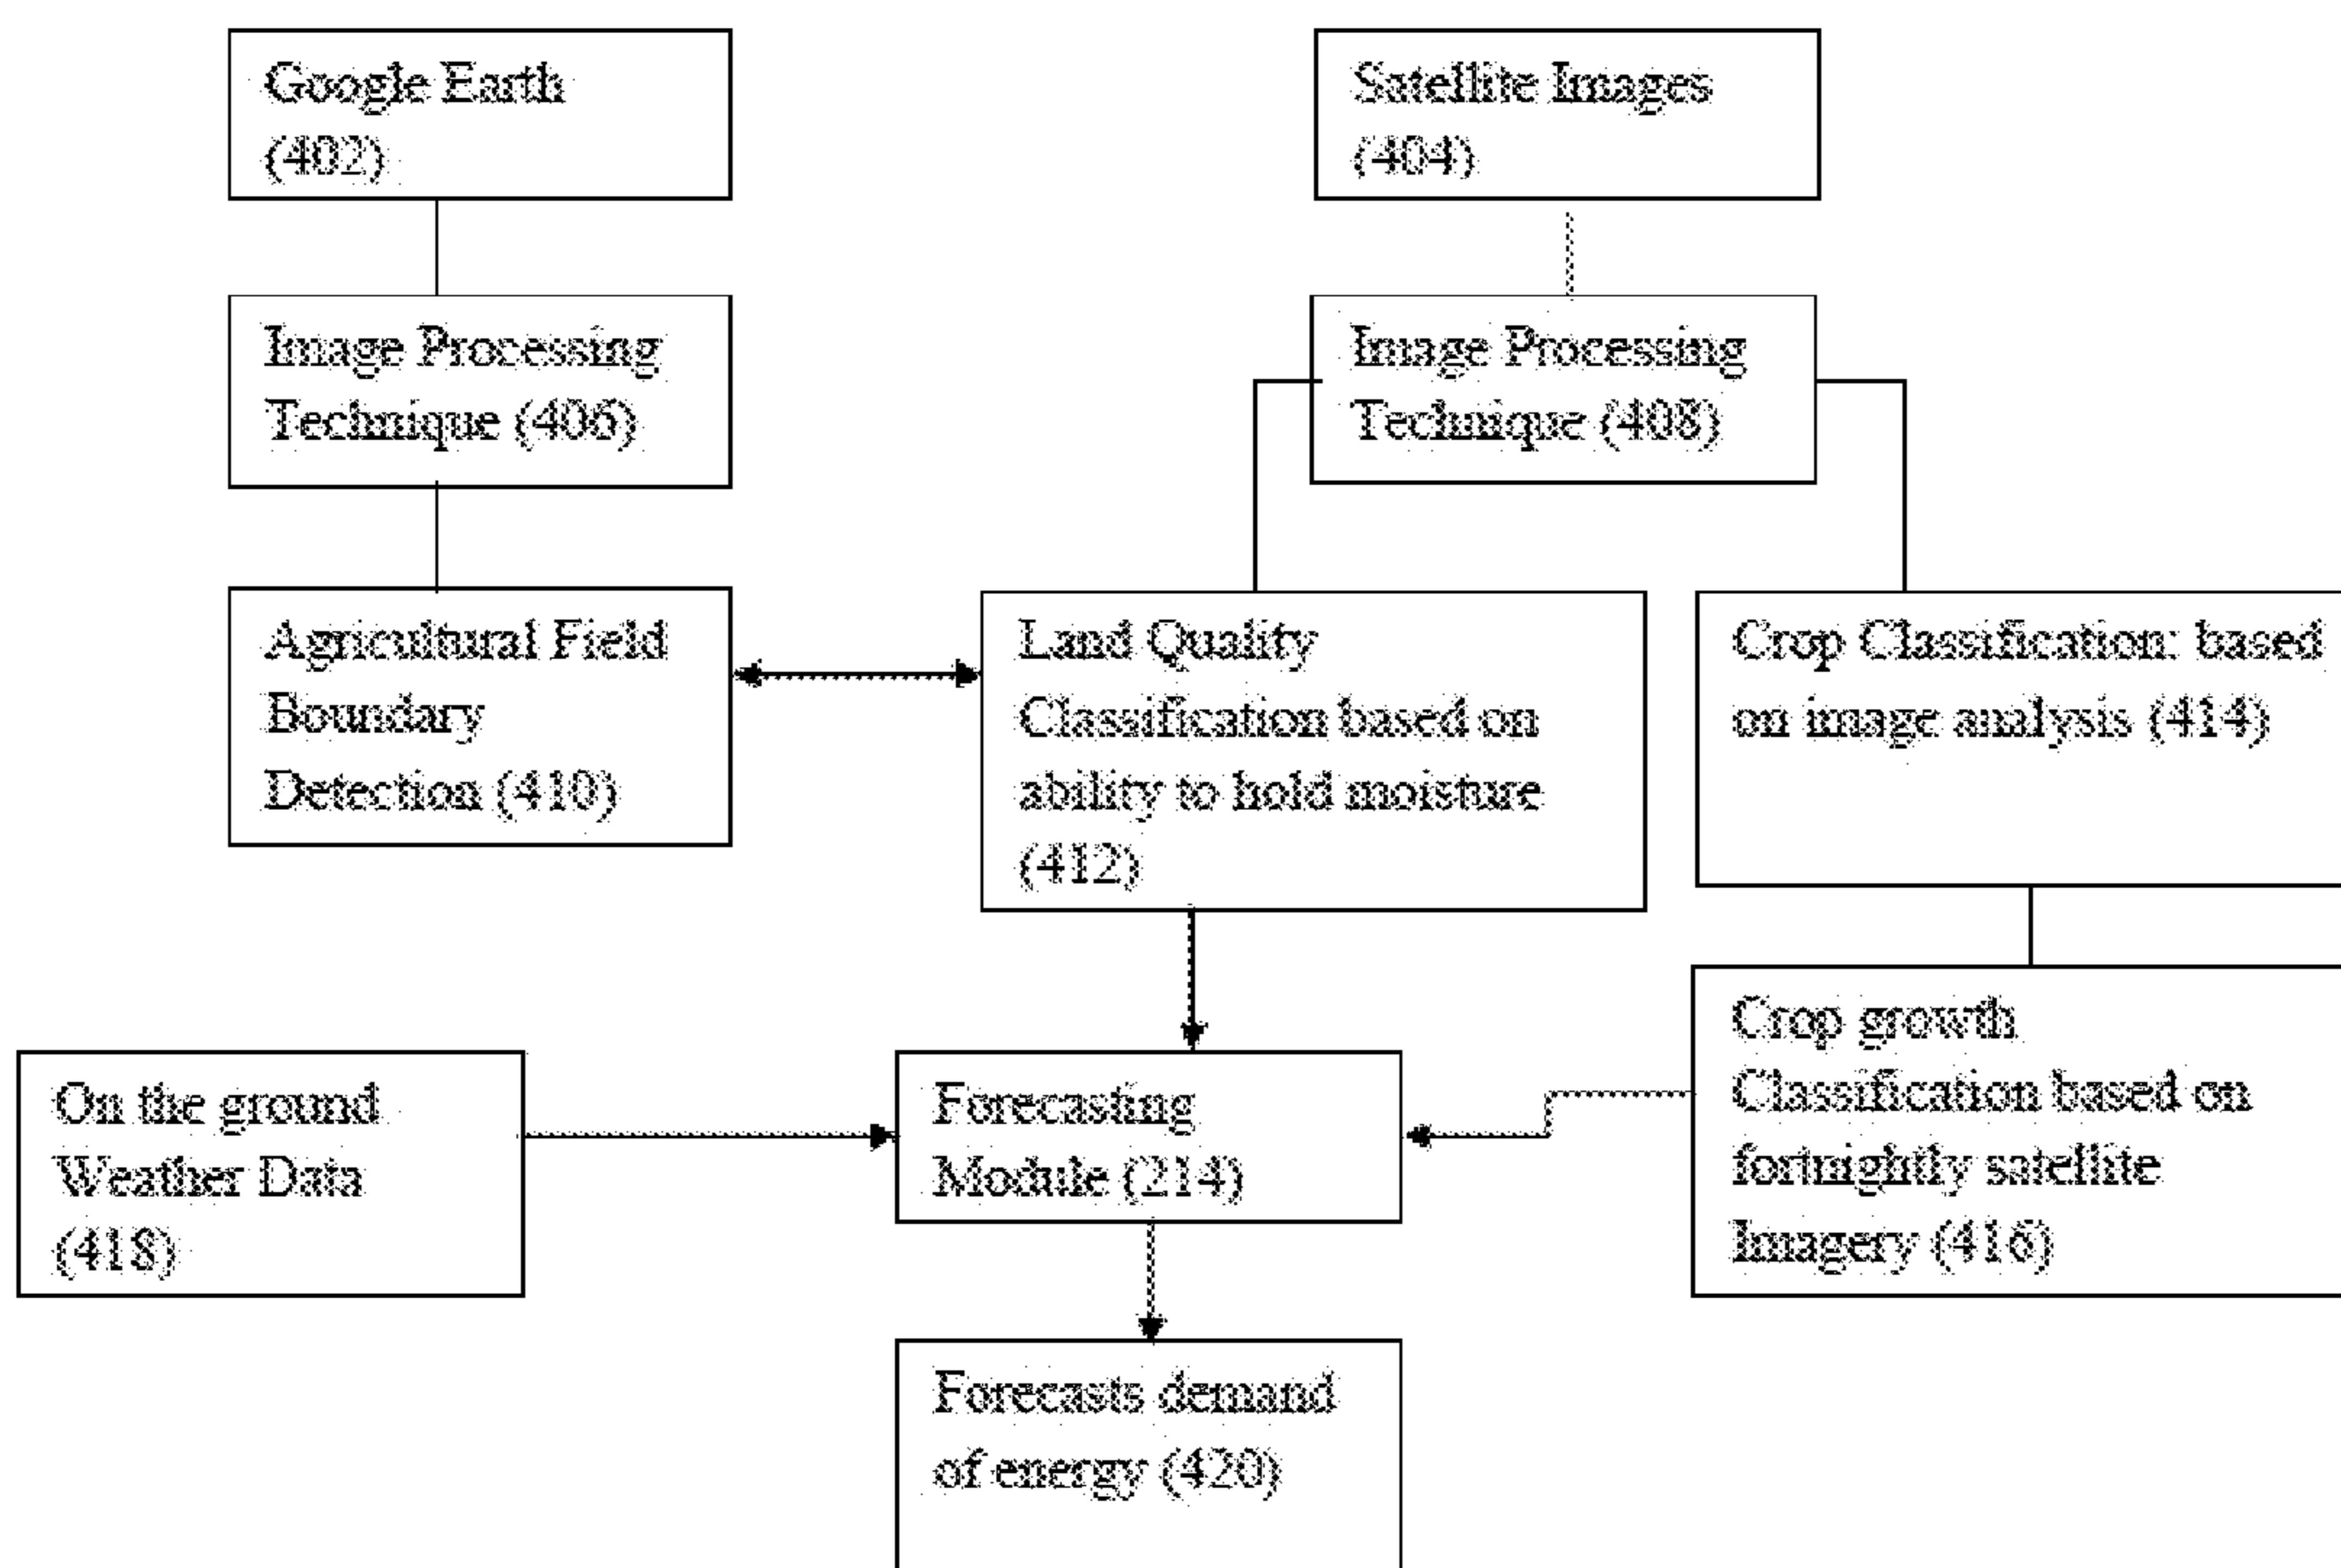 Google Earth
(402)
Satellite Images
(404)
Image Processing
Technique (406)
Image Processing
Technique (408)
Agricultural Field
Boundary
Detection (410)
Land Quality
Classification based on
ability to hold moisture
(412)
Crop Classification: based
on image analysis (414)
On the ground
Weather Data
(418)
Forecasting
Module (214)
Crop growth
Classification based on
fortnightly satellite
Imagery (416)
Forecasts demand
of energy (420)